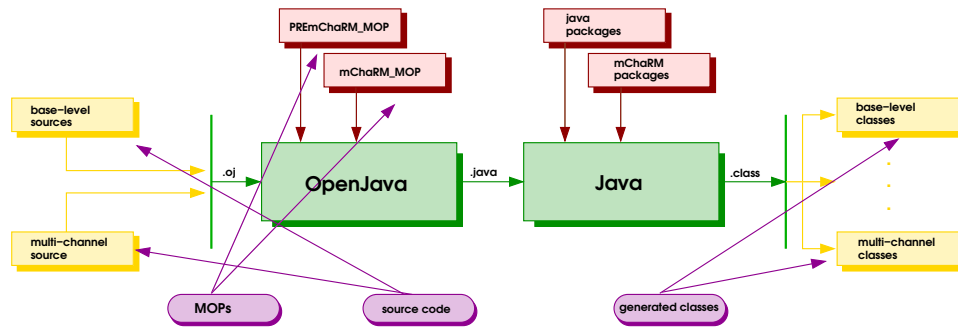 PREmChaRM_MOP
java
packages
mChaRM_MOP
mChaRM
packages
base-level
sources
base-level
classes
.oj
OpenJava
.java
Java
.class
multi-channel
source
multi-channel
classes
MOPs
source code
generated classes